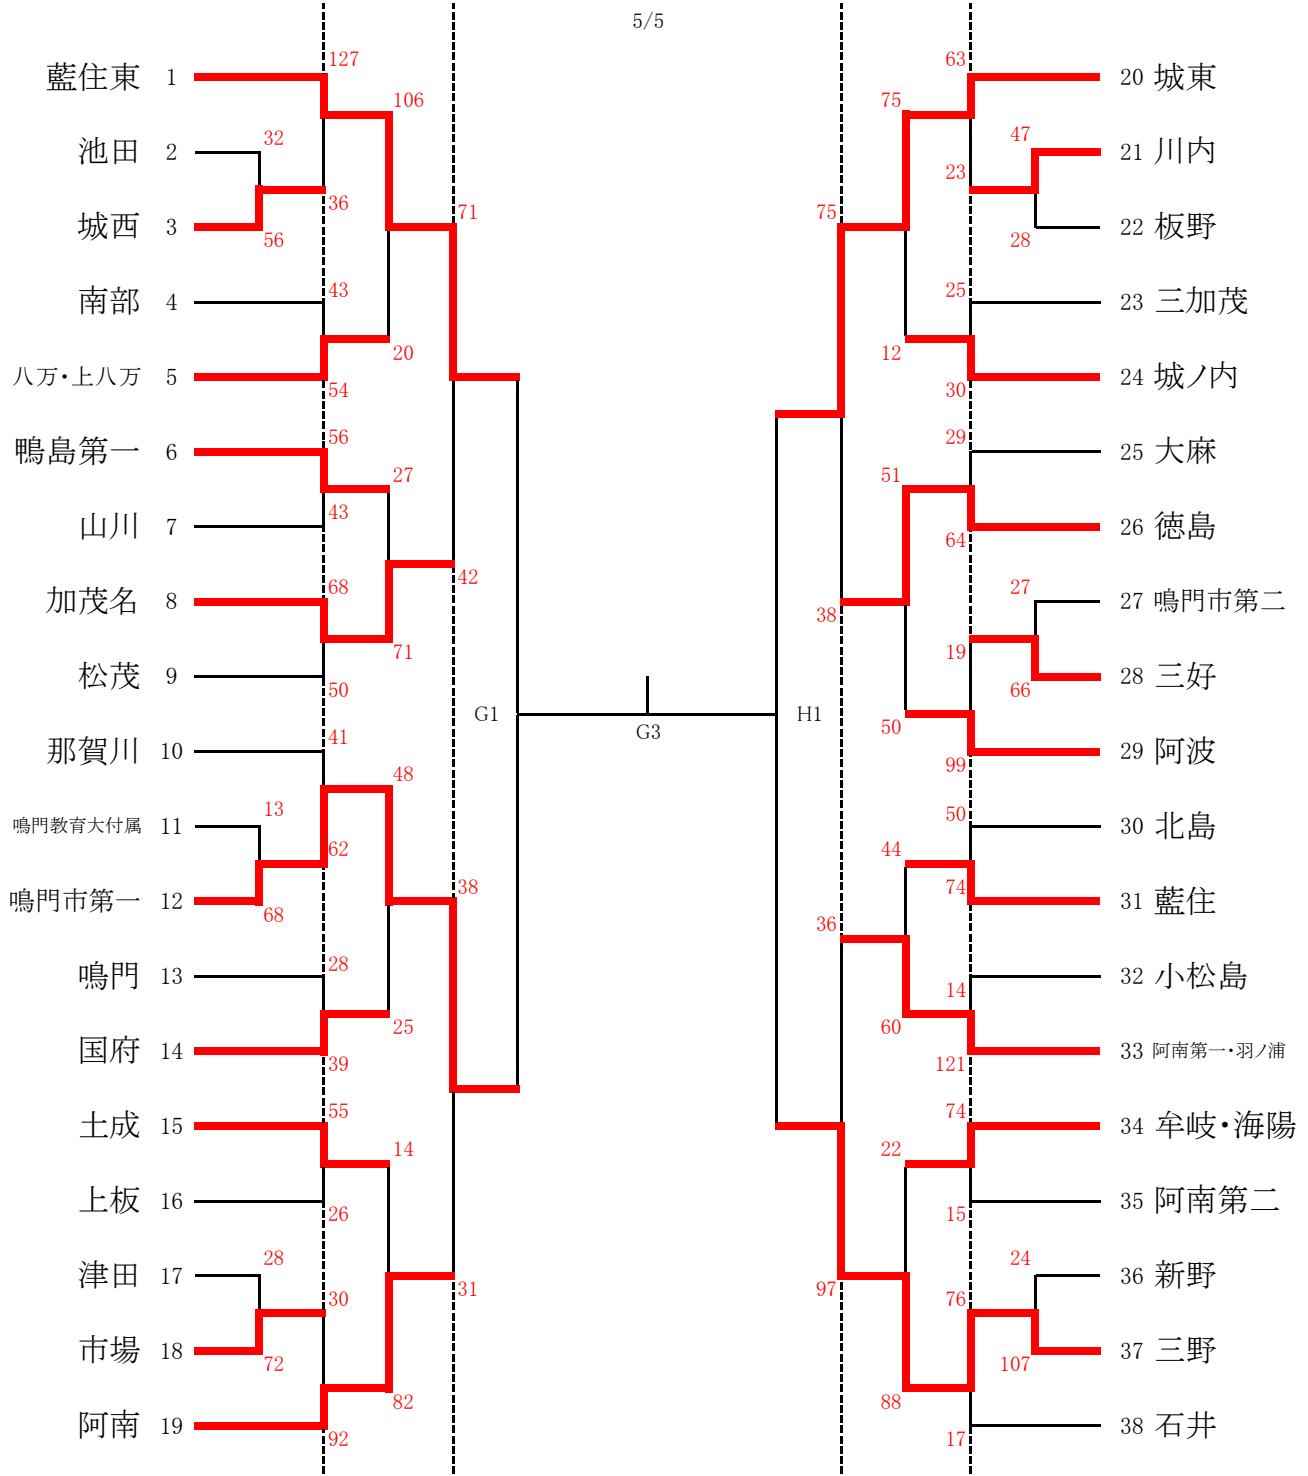 5/5
藍住東 1
池田 2
城西 3
南部 4
八万・上八万 5
鴨島第一 6
山川 7
加茂名 8
松茂 9
那賀川 10
鳴門教育大付属 11
鳴門市第一 12
鳴門 13
国府 14
土成 15
上板 16
津田 17
市場 18
阿南 19
32
56
13
68
28
72
127
36
43
54
56
43
68
50
41
62
28
39
55
26
30
92
106
20
27
71
48
25
14
82
71
42
38
31
G1
G3
H1
75
38
36
97
75
12
51
50
44
60
22
88
63
23
25
30
29
64
19
99
50
74
14
121
74
15
76
17
47
28
27
66
24
107
20 城東
21 川内
22 板野
23 三加茂
24 城ノ内
25 大麻
26 徳島
27 鳴門市第二
28 三好
29 阿波
30 北島
31 藍住
32 小松島
33 阿南第一・羽ノ浦
34 牟岐・海陽
35 阿南第二
36 新野
37 三野
38 石井